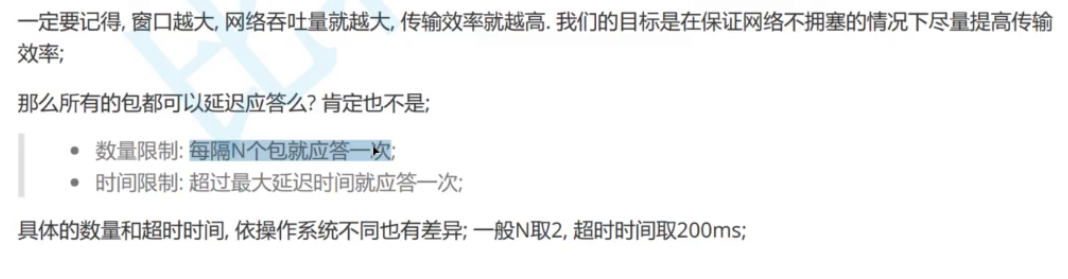 一定要记得, 窗口越大, 网络吞吐量就越大, 传输效率就越高. 我们的目标是在保证网络不拥塞的情况下尽量提高传输
效率;
那么所有的包都可以延迟应答么? 肯定也不是;
数量限制: 每隔N个包就应答一次;
时间限制: 超过最大延迟时间就应答一次;
具体的数量和超时时间, 依操作系统不同也有差异; 一般N取2, 超时时间取200ms;